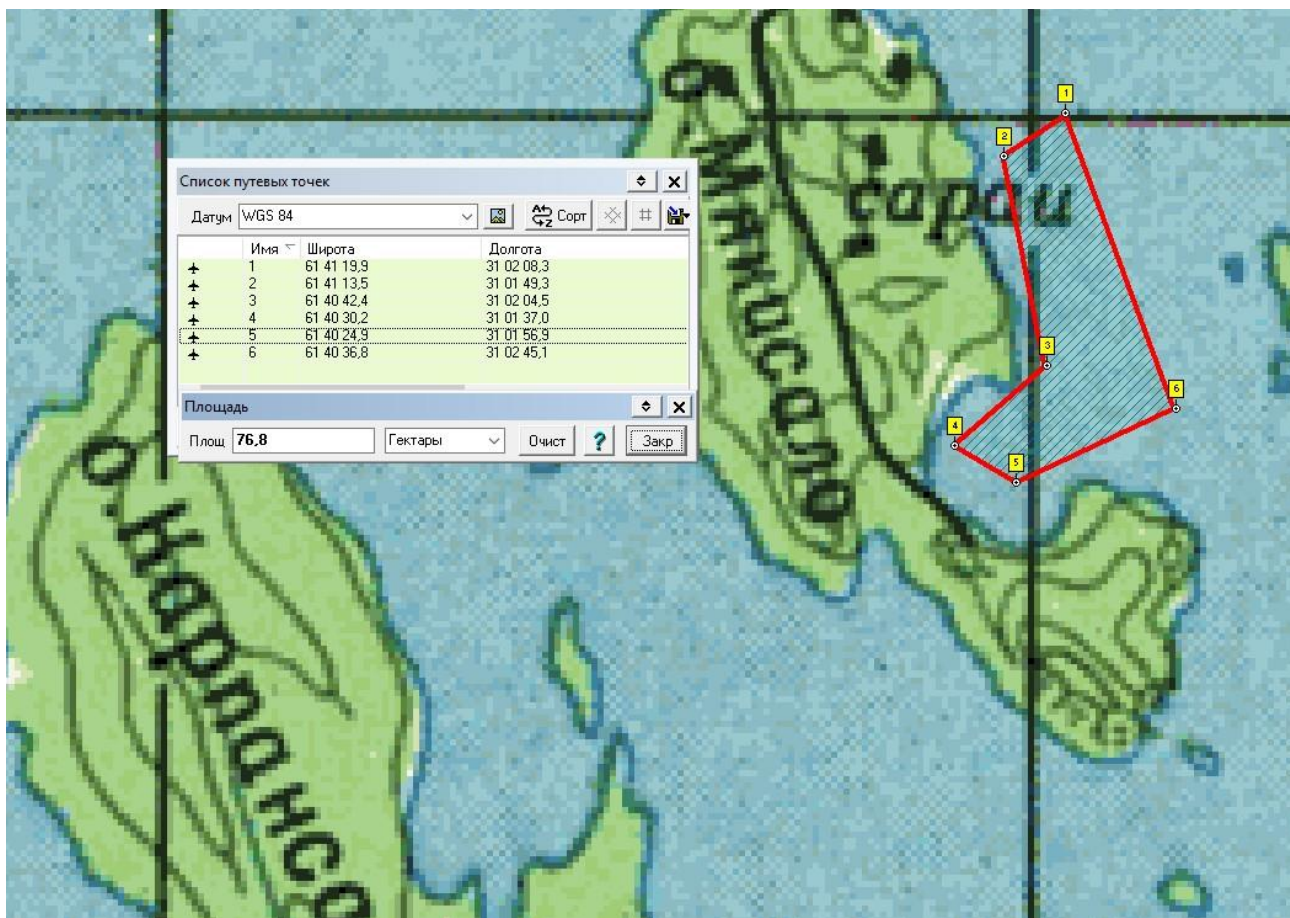 1
2
сараи
о. Мякисало
Список путевых точек
Датум WGS 84 Сорт
Имя Широта Долгота
1 61 41 19,9 31 02 08,3
2 61 41 13,5 31 01 49,3
3 61 40 42,4 31 02 04,5
4 61 40 30,2 31 01 37,0
5 61 40 24,9 31 01 56,9
6 61 40 36,8 31 02 45,1
Площадь
Площ 76,8 Гектары Очист ? Закр
3
6
4
5
о. Карпансо